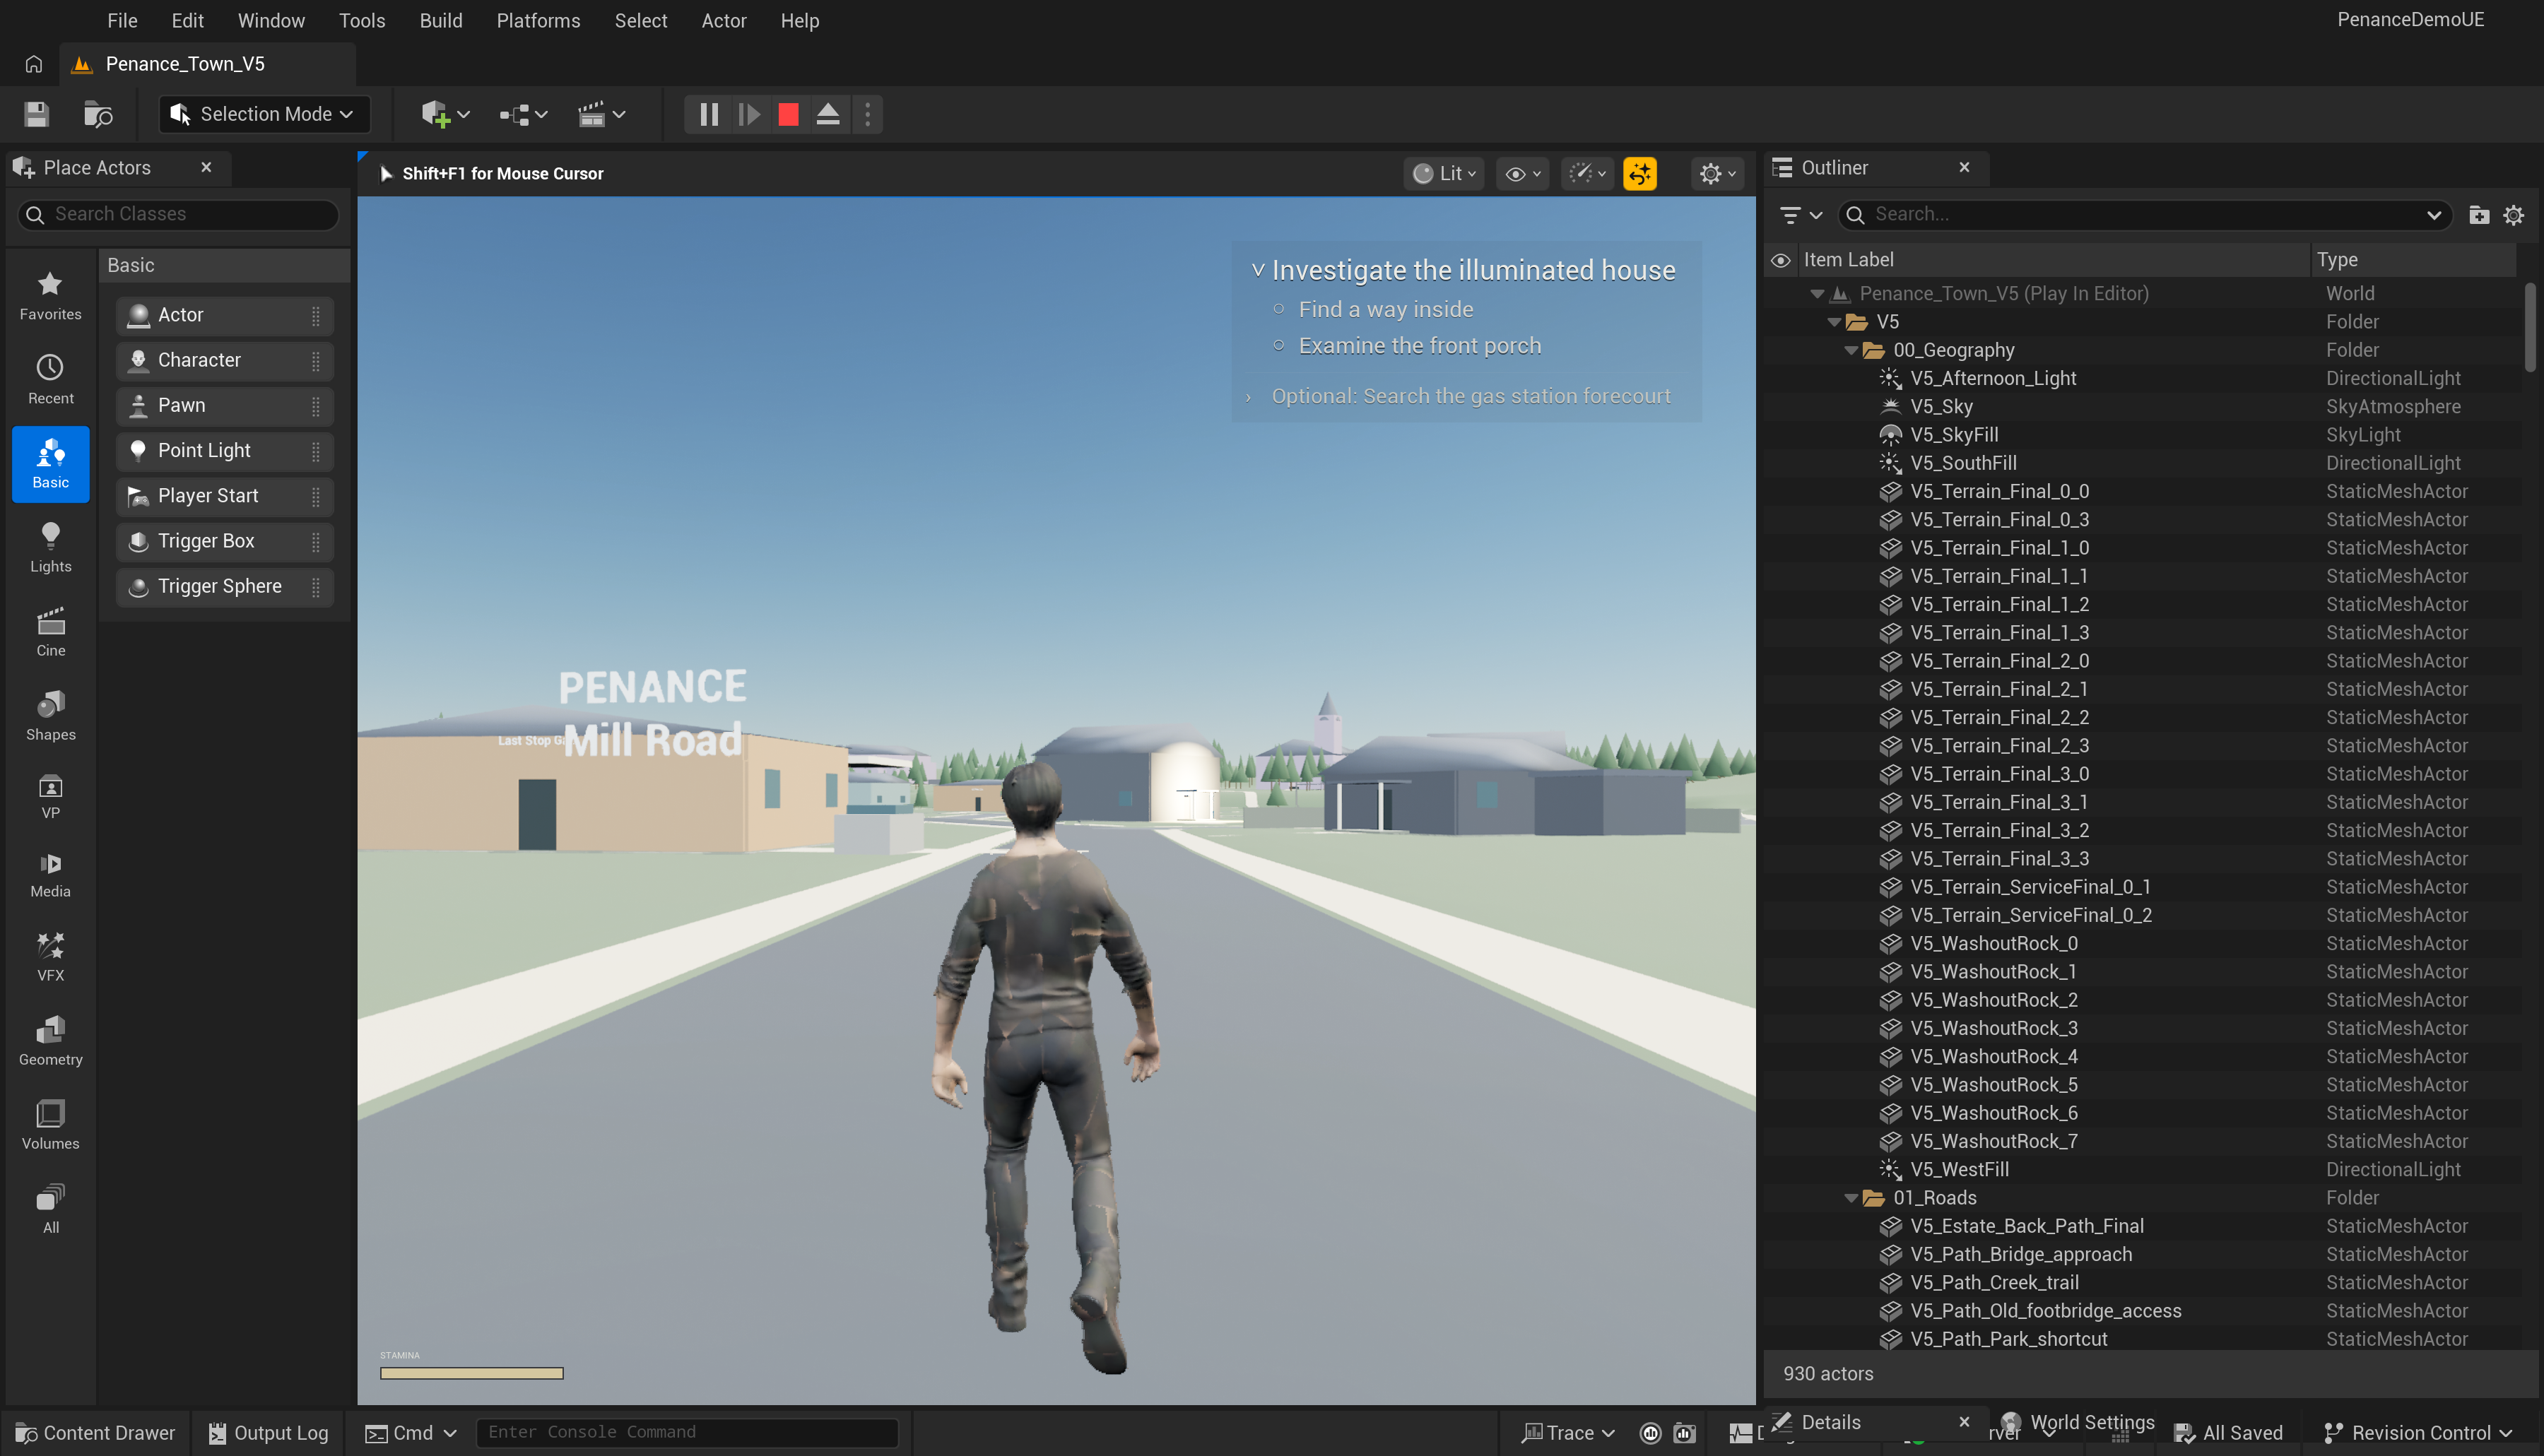 File Edit Window Tools Build Platforms Select Actor Help
PenanceDemoUE
Penance_Town_V5
Selection Mode
Place Actors
Search Classes
Favorites
Recent
Basic
Lights
Cine
Shapes
VP
Media
VFX
Geometry
Volumes
All
Basic
Actor
Character
Pawn
Point Light
Player Start
Trigger Box
Trigger Sphere
Shift+F1 for Mouse Cursor
Lit
Investigate the illuminated house
Find a way inside
Examine the front porch
Optional: Search the gas station forecourt
PENANCE
Mill Road
Last Stop
STAMINA
Outliner
Search...
Item Label Type
Penance_Town_V5 (Play In Editor) World
V5 Folder
00_Geography Folder
V5_Afternoon_Light DirectionalLight
V5_Sky SkyAtmosphere
V5_SkyFill SkyLight
V5_SouthFill DirectionalLight
V5_Terrain_Final_0_0 StaticMeshActor
V5_Terrain_Final_0_3 StaticMeshActor
V5_Terrain_Final_1_0 StaticMeshActor
V5_Terrain_Final_1_1 StaticMeshActor
V5_Terrain_Final_1_2 StaticMeshActor
V5_Terrain_Final_1_3 StaticMeshActor
V5_Terrain_Final_2_0 StaticMeshActor
V5_Terrain_Final_2_1 StaticMeshActor
V5_Terrain_Final_2_2 StaticMeshActor
V5_Terrain_Final_2_3 StaticMeshActor
V5_Terrain_Final_3_0 StaticMeshActor
V5_Terrain_Final_3_1 StaticMeshActor
V5_Terrain_Final_3_2 StaticMeshActor
V5_Terrain_Final_3_3 StaticMeshActor
V5_Terrain_ServiceFinal_0_1 StaticMeshActor
V5_Terrain_ServiceFinal_0_2 StaticMeshActor
V5_WashoutRock_0 StaticMeshActor
V5_WashoutRock_1 StaticMeshActor
V5_WashoutRock_2 StaticMeshActor
V5_WashoutRock_3 StaticMeshActor
V5_WashoutRock_4 StaticMeshActor
V5_WashoutRock_5 StaticMeshActor
V5_WashoutRock_6 StaticMeshActor
V5_WashoutRock_7 StaticMeshActor
V5_WestFill DirectionalLight
01_Roads Folder
V5_Estate_Back_Path_Final StaticMeshActor
V5_Path_Bridge_approach StaticMeshActor
V5_Path_Creek_trail StaticMeshActor
V5_Path_Old_footbridge_access StaticMeshActor
V5_Path_Park_shortcut StaticMeshActor
930 actors
Details World Settings
Content Drawer Output Log Cmd Enter Console Command Trace All Saved Revision Control